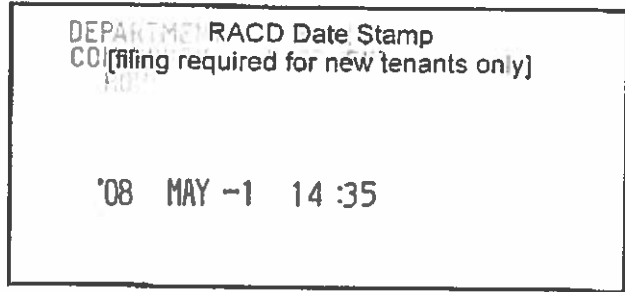 RACD Date Stamp
[filing required for new tenants only]
'08 MAY -1 14:35